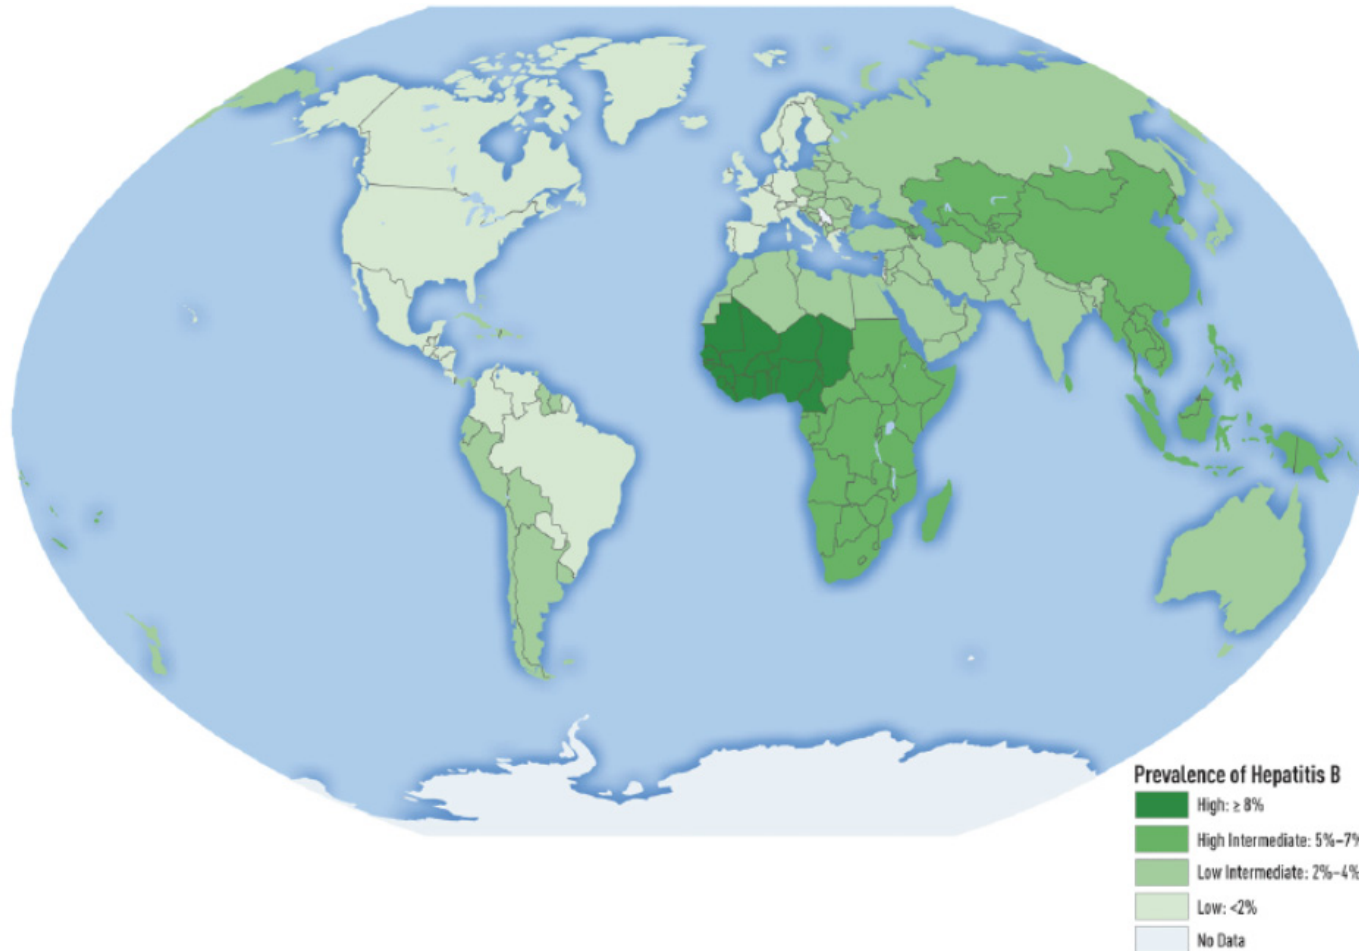 Prevalence of Hepatitis B
High: ≥ 8%
High Intermediate: 5%–7%
Low Intermediate: 2%–4%
Low: <2%
No Data